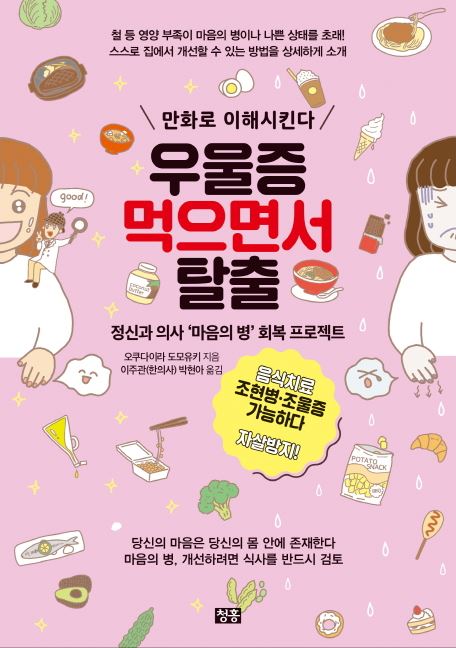 철 등 영양 부족이 마음의 병이나 나쁜 상태를 초래!
스스로 집에서 개선할 수 있는 방법을 상세하게 소개
만화로 이해시킨다
우울증
먹으면서
탈출
good!
coconut
butter
정신과 의사 ‘마음의 병’ 회복 프로젝트
오쿠다이라 도모유키 지음
이주관(한의사) 박현아 옮김
음식치료
조현병·조울증
가능하다
자살방지!
POTATO
SNACK
당신의 마음은 당신의 몸 안에 존재한다
마음의 병, 개선하려면 식사를 반드시 검토
청홍